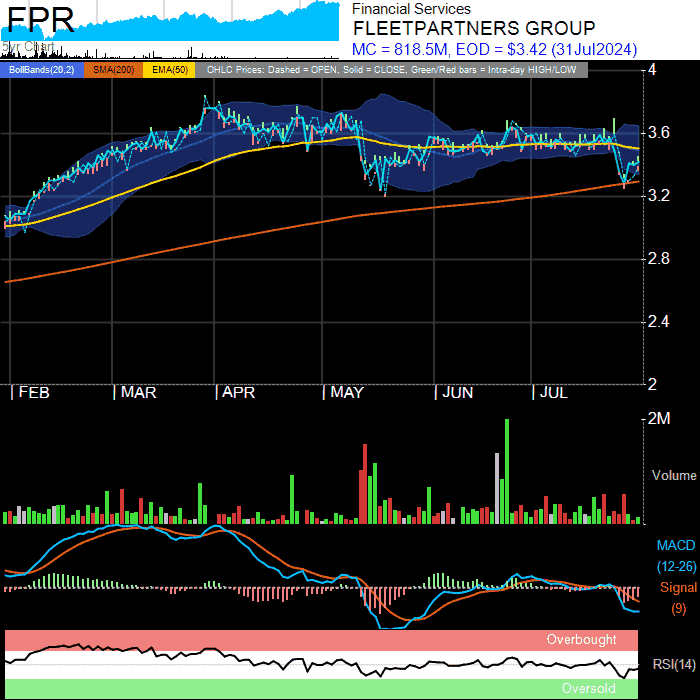 FPR
5yr Chart
Financial Services
FLEETPARTNERS GROUP
MC = 818.5M, EOD = $3.42 (31Jul2024)
BollBands(20,2) SMA(200) EMA(50) OHLC Prices: Dashed = OPEN, Solid = CLOSE, Green/Red bars = Intra-day HIGH/LOW
4
3.6
3.2
2.8
2.4
2
FEB MAR APR MAY JUN JUL
2M
Volume
MACD
(12-26)
Signal
(9)
Overbought
RSI(14)
Oversold